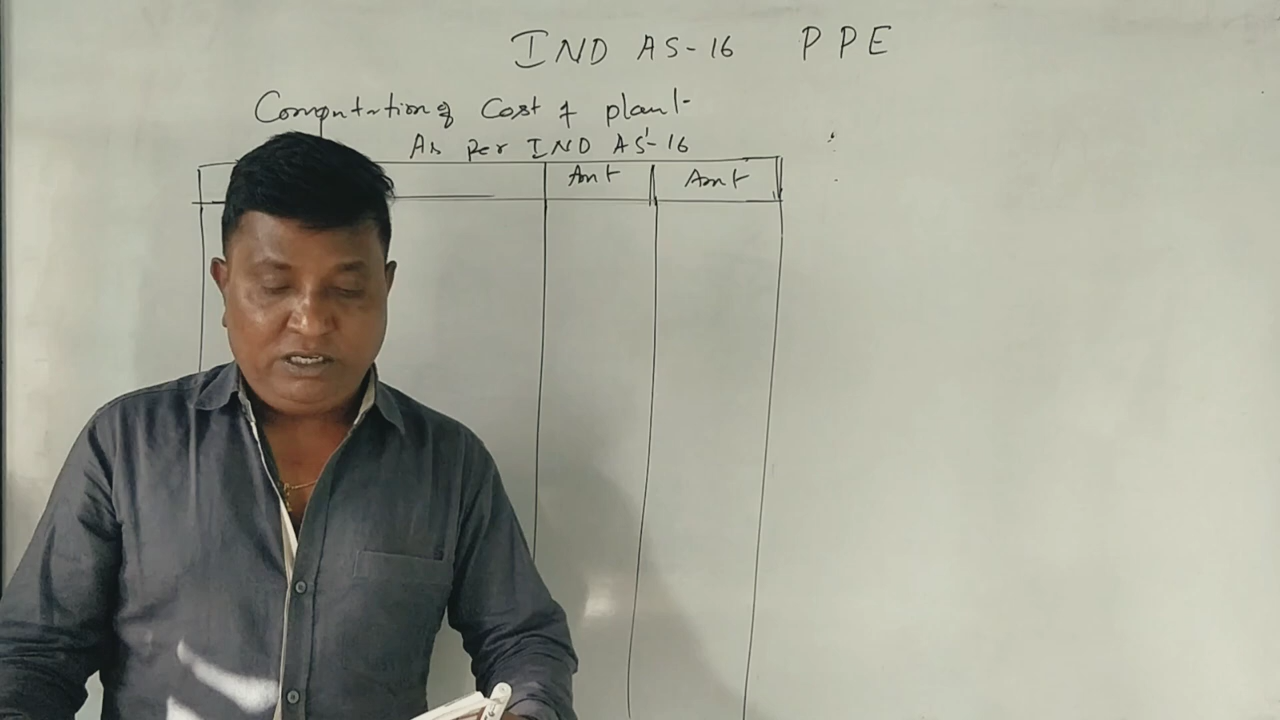 IND AS-16 PPE
Computation of Cost of plant
As per IND AS-16
Amt Amt